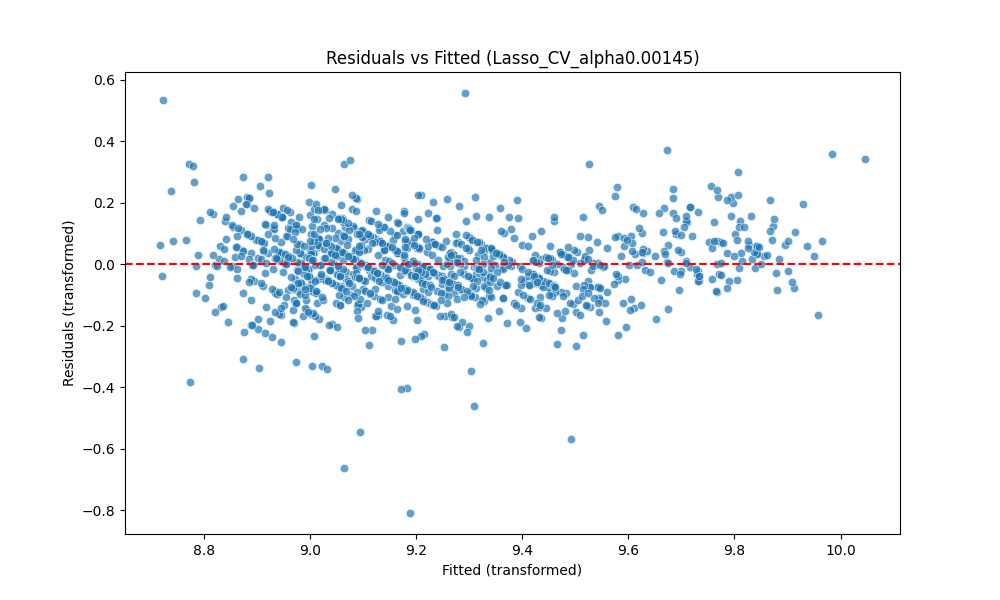 Residuals vs Fitted (Lasso_CV_alpha0.00145)
0.6
0.4
0.2
0.0
−0.2
−0.4
−0.6
−0.8
Residuals (transformed)
8.8 9.0 9.2 9.4 9.6 9.8 10.0
Fitted (transformed)